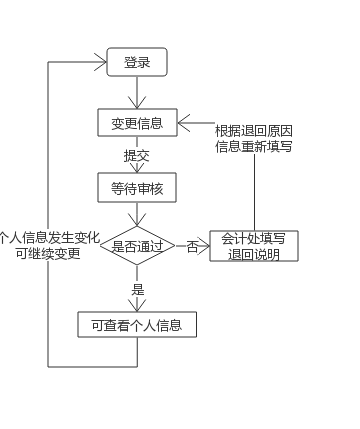 登录
变更信息
根据退回原因
信息重新填写
提交
等待审核
个人信息发生变化
可继续变更
是否通过
否
会计处填写
退回说明
是
可查看个人信息